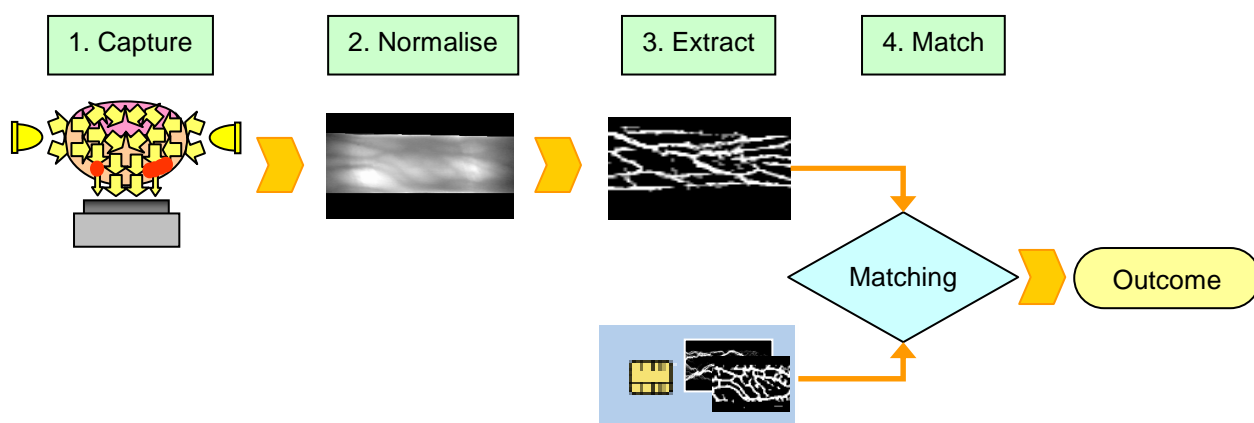 1. Capture
2. Normalise
3. Extract
4. Match
Matching
Outcome